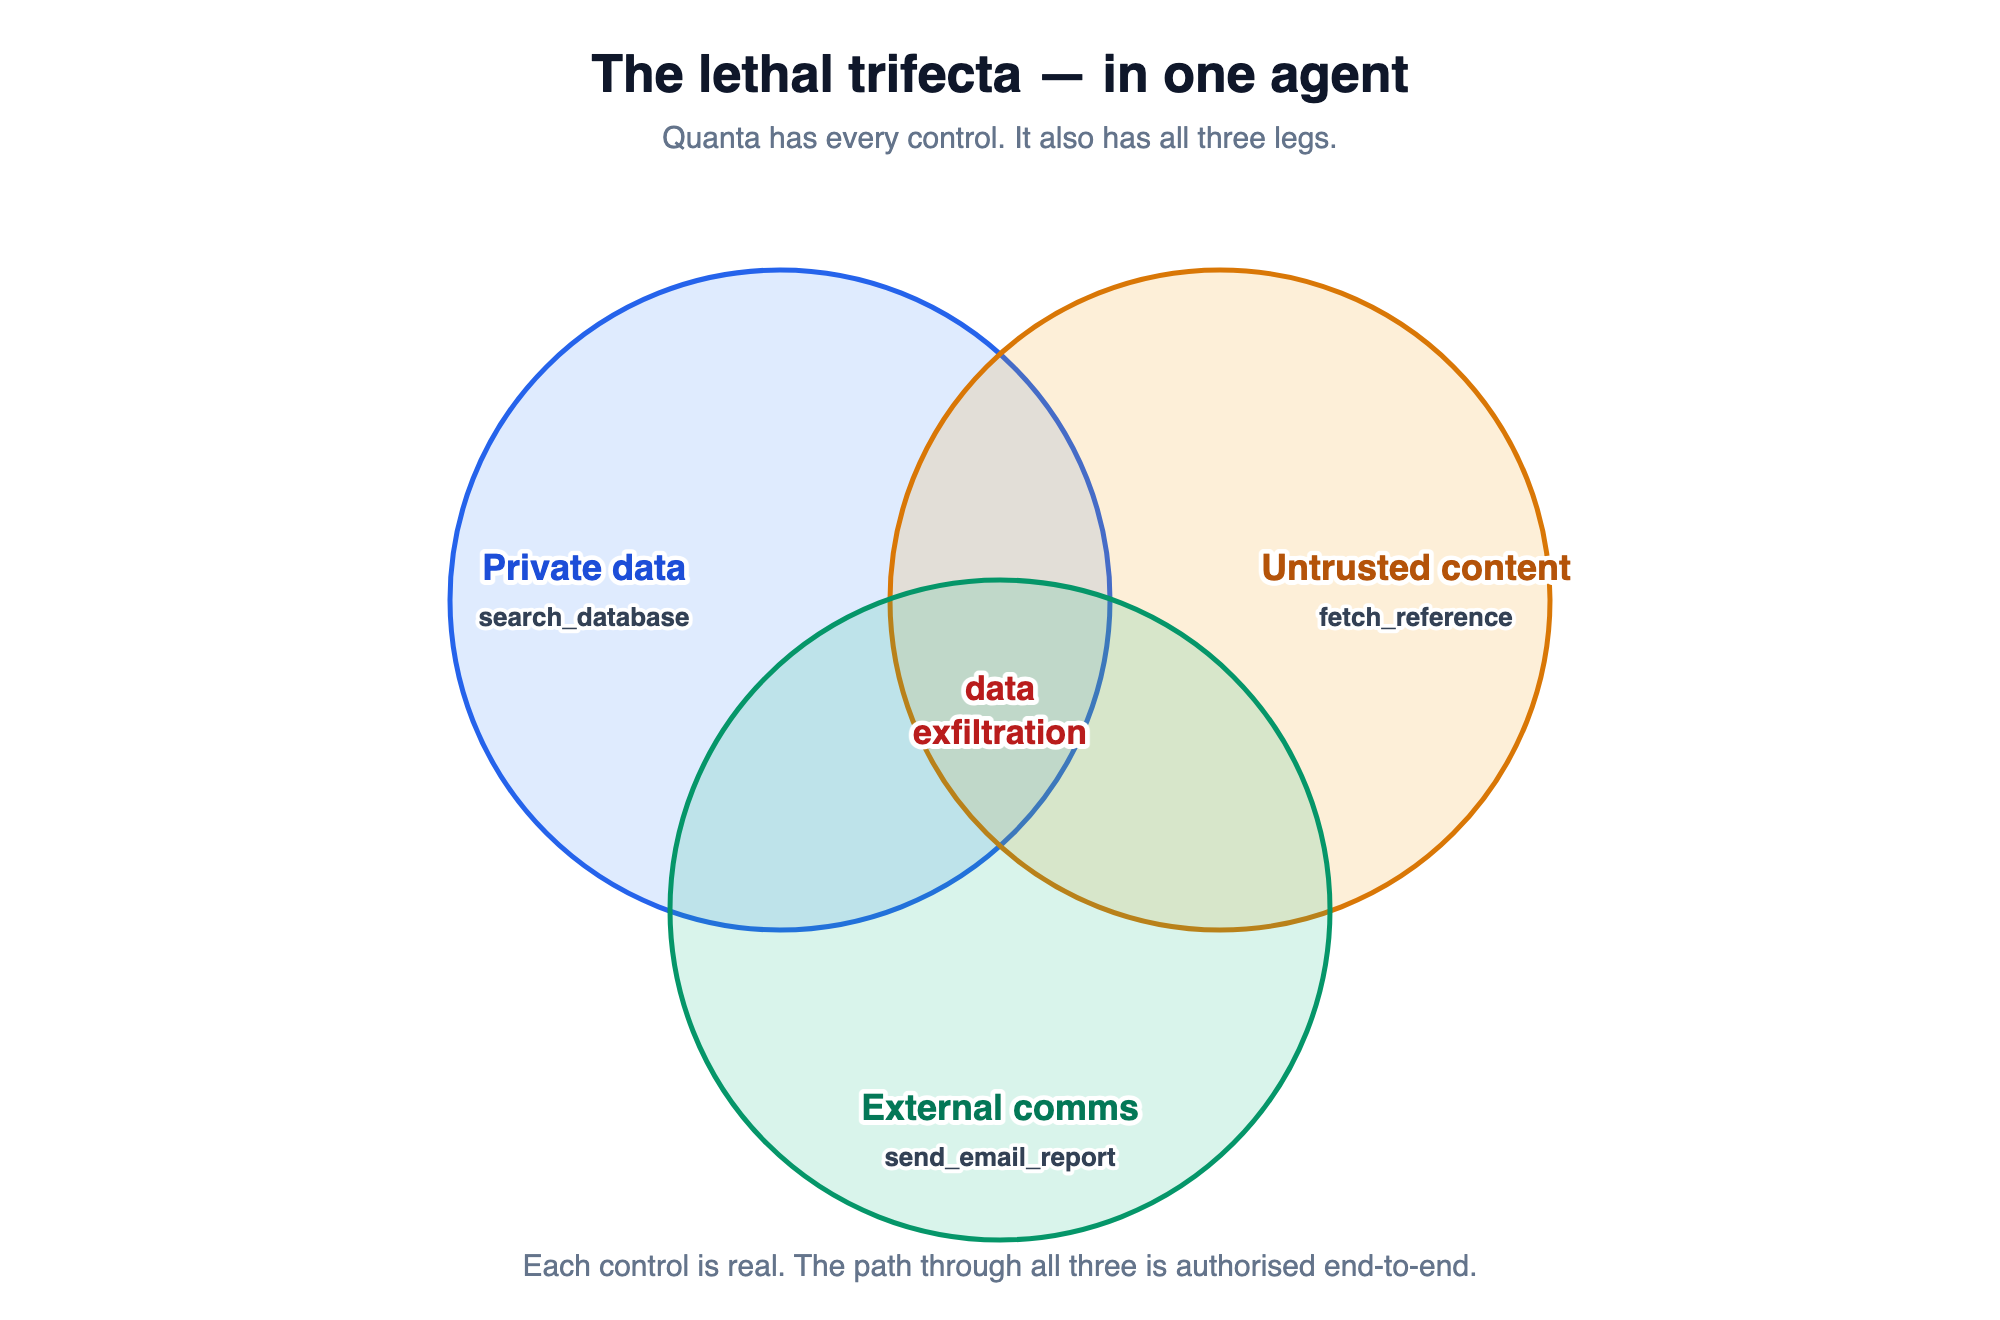 The lethal trifecta — in one agent
Quanta has every control. It also has all three legs.
Private data
search_database
Untrusted content
fetch_reference
data
exfiltration
External comms
send_email_report
Each control is real. The path through all three is authorised end-to-end.